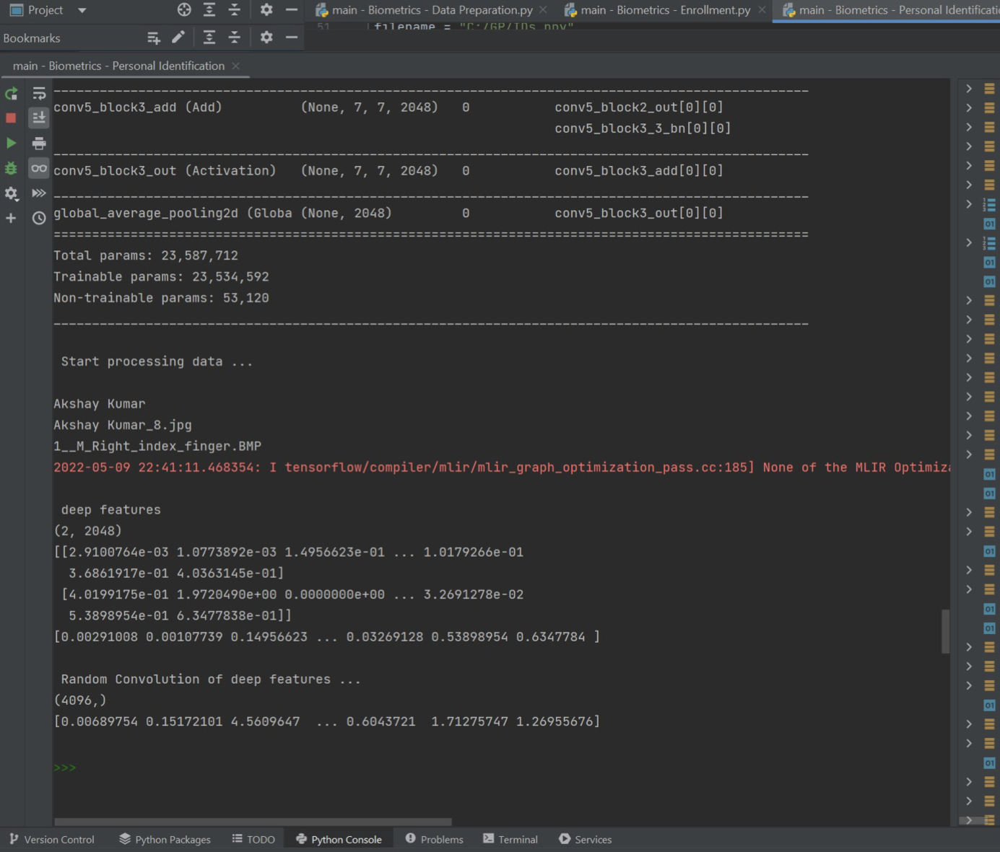 Project
main - Biometrics - Data Preparation.py
main - Biometrics - Enrollment.py
main - Biometrics - Personal
51 filename = "C:/GP/IDs.npy"
Bookmarks
main - Biometrics - Personal Identification
conv5_block3_add (Add) (None, 7, 7, 2048) 0 conv5_block2_out[0][0]
conv5_block3_3_bn[0][0]
conv5_block3_out (Activation) (None, 7, 7, 2048) 0 conv5_block3_add[0][0]
global_average_pooling2d (Globa (None, 2048) 0 conv5_block3_out[0][0]
Total params: 23,587,712
Trainable params: 23,534,592
Non-trainable params: 53,120
Start processing data ...
Akshay Kumar
Akshay Kumar_8.jpg
1__M_Right_index_finger.BMP
2022-05-09 22:41:11.468354: I tensorflow/compiler/mlir/mlir_graph_optimization_pass.cc:185] None of the MLIR
deep features
(2, 2048)
[[2.9100764e-03 1.0773892e-03 1.4956623e-01 ... 1.0179266e-01
3.6861917e-01 4.0363145e-01]
[4.0199175e-01 1.9720490e+00 0.0000000e+00 ... 3.2691278e-02
5.3898954e-01 6.3477838e-01]]
[0.00291008 0.00107739 0.14956623 ... 0.03269128 0.53898954 0.6347784 ]
Random Convolution of deep features ...
(4096,)
[0.00689754 0.15172101 4.5609647 ... 0.6043721 1.71275747 1.26955676]
>>>
Version Control
Python Packages
TODO
Python Console
Problems
Terminal
Services